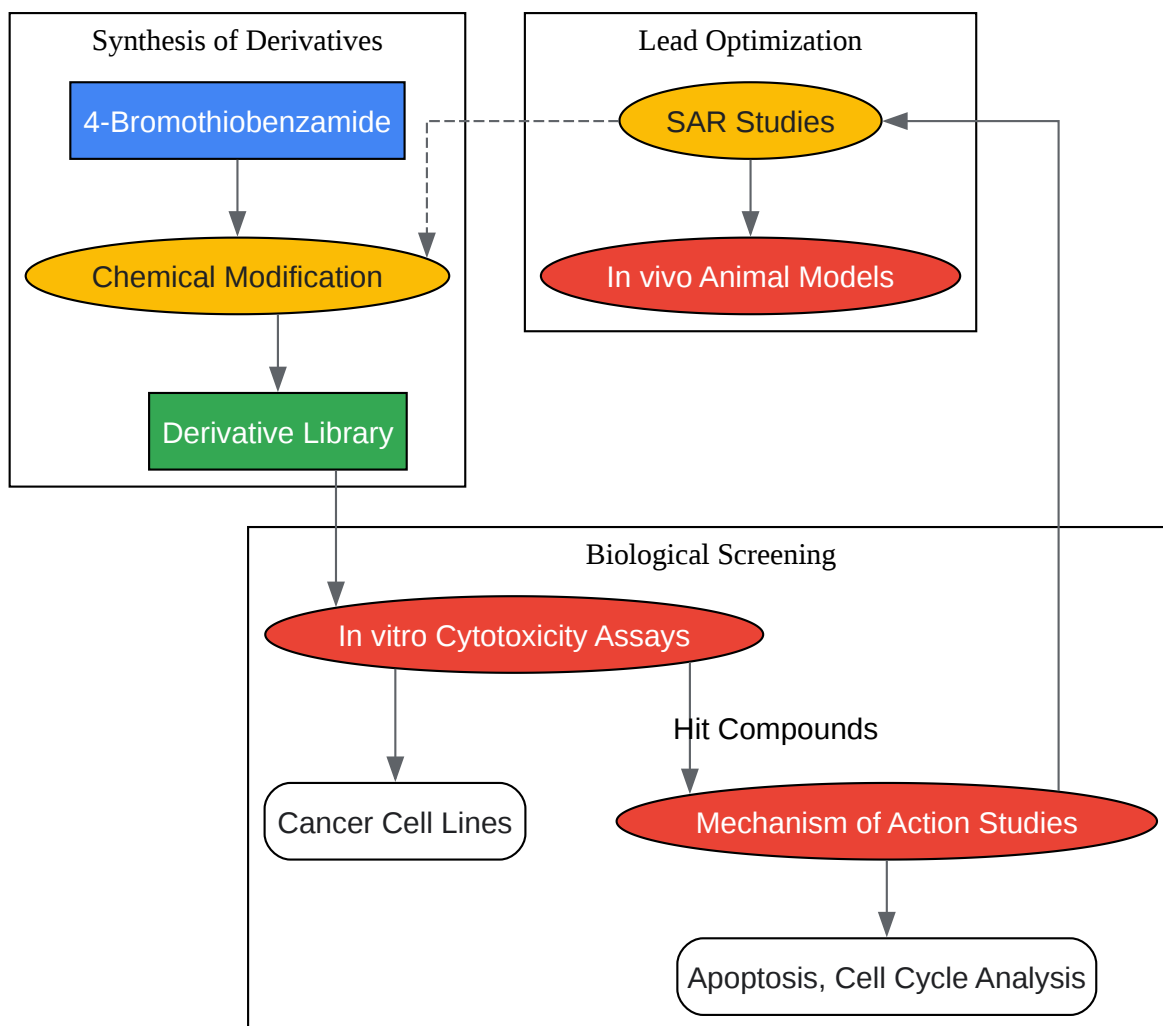 Synthesis of Derivatives
4-Bromothiobenzamide
Chemical Modification
Derivative Library
Lead Optimization
SAR Studies
In vivo Animal Models
Biological Screening
In vitro Cytotoxicity Assays
Hit Compounds
Cancer Cell Lines
Mechanism of Action Studies
Apoptosis, Cell Cycle Analysis